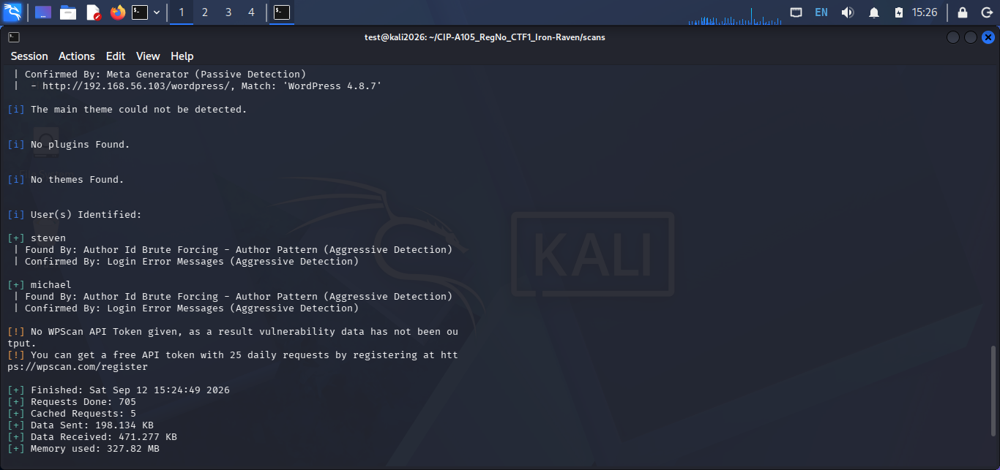 1 2 3 4 EN 15:26
test@kali2026: ~/CIP-A105_RegNo_CTF1_Iron-Raven/scans
Session Actions Edit View Help
| Confirmed By: Meta Generator (Passive Detection)
|  - http://192.168.56.103/wordpress/, Match: 'WordPress 4.8.7'
[i] The main theme could not be detected.
[i] No plugins Found.
[i] No themes Found.
[i] User(s) Identified:
[+] steven
| Found By: Author Id Brute Forcing - Author Pattern (Aggressive Detection)
| Confirmed By: Login Error Messages (Aggressive Detection)
[+] michael
| Found By: Author Id Brute Forcing - Author Pattern (Aggressive Detection)
| Confirmed By: Login Error Messages (Aggressive Detection)
[!] No WPScan API Token given, as a result vulnerability data has not been ou
tput.
[!] You can get a free API token with 25 daily requests by registering at htt
ps://wpscan.com/register
[+] Finished: Sat Sep 12 15:24:49 2026
[+] Requests Done: 705
[+] Cached Requests: 5
[+] Data Sent: 198.134 KB
[+] Data Received: 471.277 KB
[+] Memory used: 327.82 MB
KALI